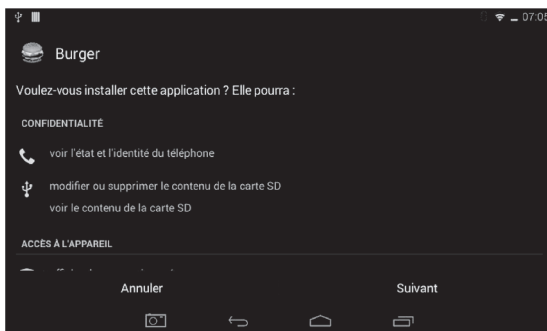 07:05
Burger
Voulez-vous installer cette application ? Elle pourra :
CONFIDENTIALITÉ
voir l'état et l'identité du téléphone
modifier ou supprimer le contenu de la carte SD
voir le contenu de la carte SD
ACCÈS À L'APPAREIL
Annuler Suivant